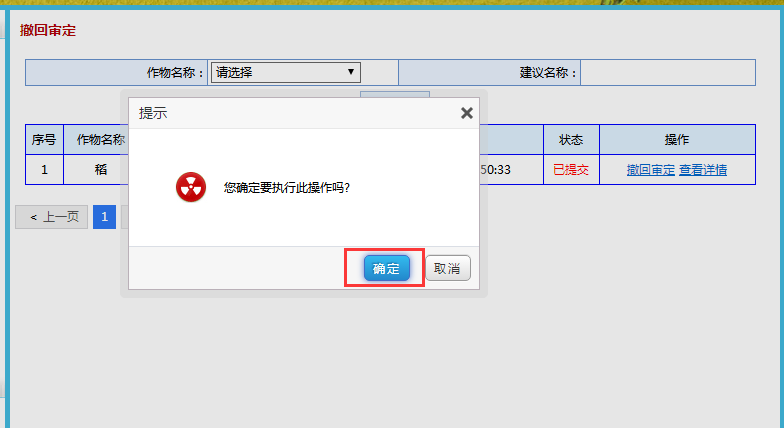 撤回审定
作物名称： 请选择 建议名称：
提示
序号 作物名称 状态 操作
1 稻 50:33 已提交 撤回审定 查看详情
您确定要执行此操作吗?
< 上一页 1
确定 取消